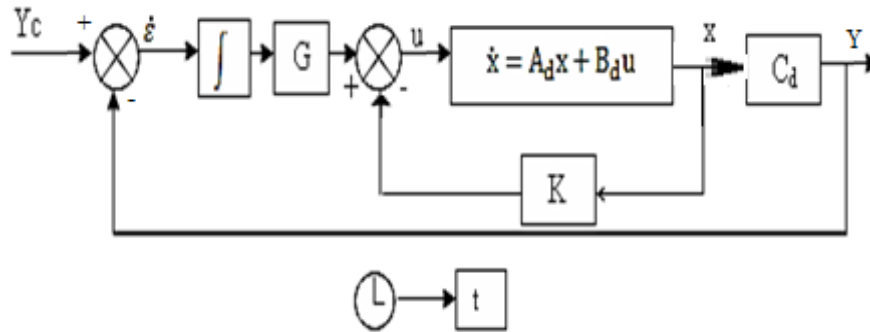 Yc
+
ε̇
-
∫
G
+
-
u
ẋ = A_d x + B_d u
x
C_d
Y
K
t